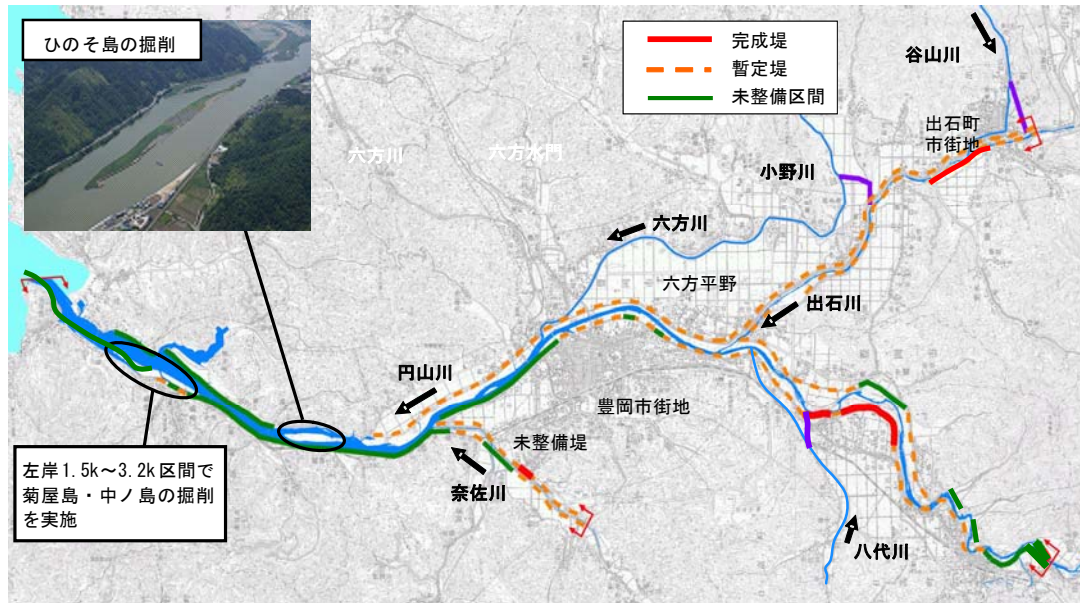 ひのそ島の掘削
完成堤
暫定堤
未整備区間
谷山川
出石町
市街地
六方川
六方水門
小野川
六方川
六方平野
出石川
円山川
豊岡市街地
未整備堤
奈佐川
八代川
左岸1.5k～3.2k区間で
菊屋島・中ノ島の掘削
を実施